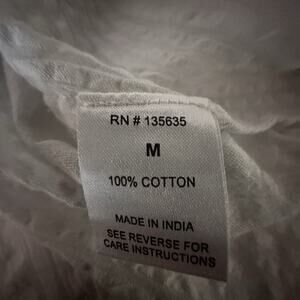 RN # 135635
M
100% COTTON
MADE IN INDIA
SEE REVERSE FOR
CARE INSTRUCTIONS